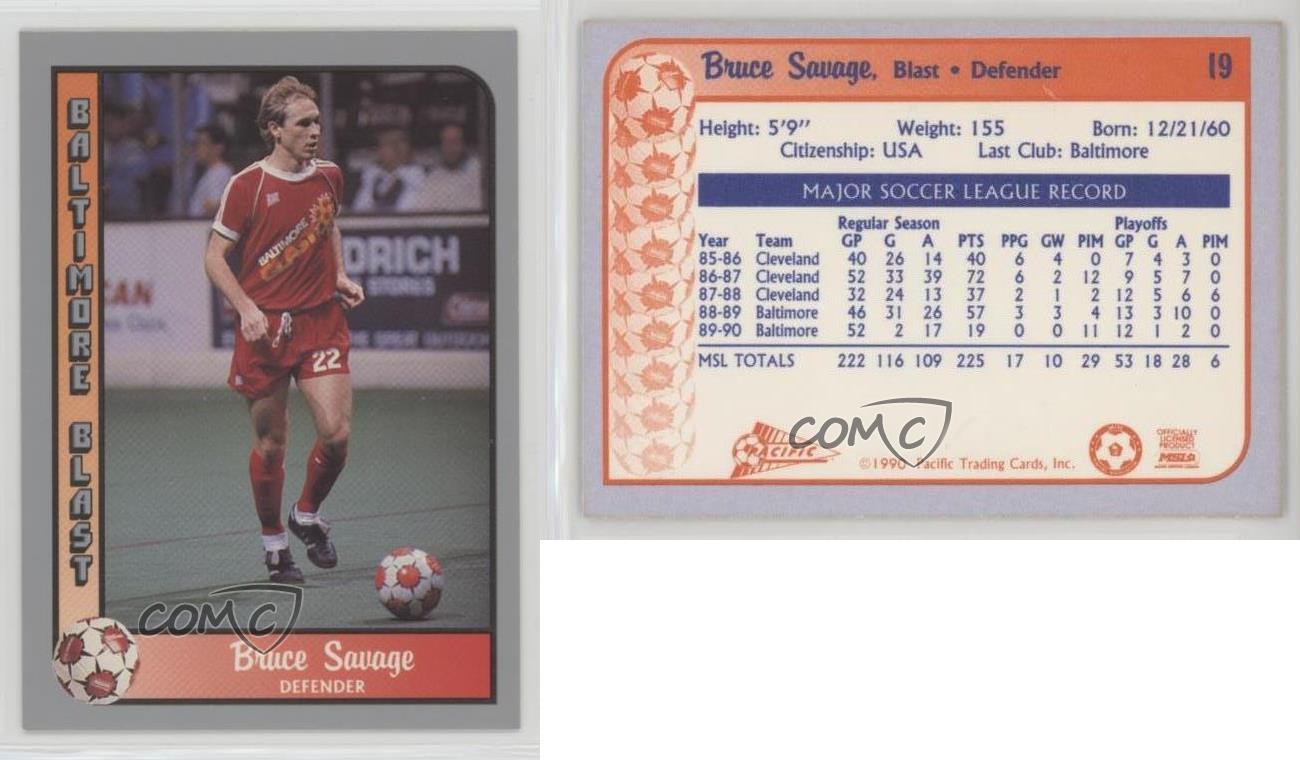 BALTIMORE BLAST
BALTIMORE
BLAST
DRICH
STORES
CAN
22
COMC
Bruce Savage
DEFENDER
Bruce Savage, Blast • Defender 19
Height: 5'9" Weight: 155 Born: 12/21/60
Citizenship: USA Last Club: Baltimore
MAJOR SOCCER LEAGUE RECORD
Regular Season Playoffs
Year Team GP G A PTS PPG GW PIM GP G A PIM
85-86 Cleveland 40 26 14 40 6 4 0 7 4 3 0
86-87 Cleveland 52 33 39 72 6 2 12 9 5 7 0
87-88 Cleveland 32 24 13 37 2 1 2 12 5 6 6
88-89 Baltimore 46 31 26 57 3 3 4 13 3 10 0
89-90 Baltimore 52 2 17 19 0 0 11 12 1 2 0
MSL TOTALS 222 116 109 225 17 10 29 53 18 28 6
COMC
PACIFIC
©1990 Pacific Trading Cards, Inc.
OFFICIALLY
LICENSED
PRODUCT
MSL